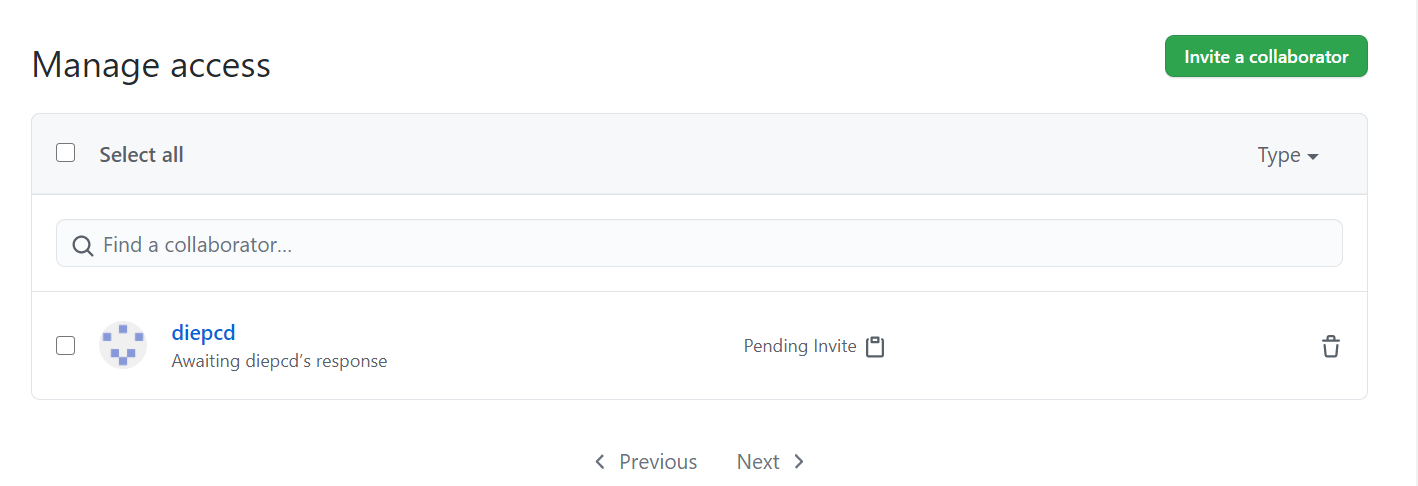 Manage access
Invite a collaborator
Select all
Type
Find a collaborator...
diepcd
Awaiting diepcd's response
Pending Invite
Previous
Next